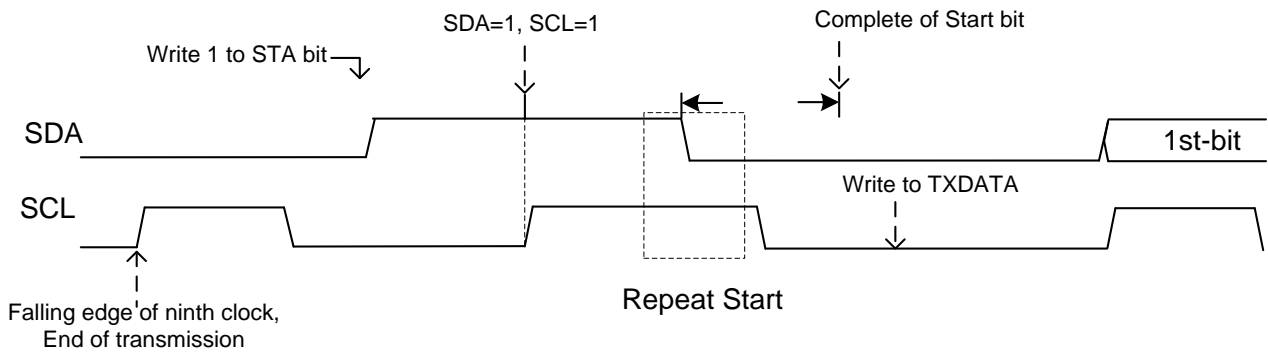 Complete of Start bit
SDA=1, SCL=1
Write 1 to STA bit
SDA
1st-bit
Write to TXDATA
SCL
Repeat Start
Falling edge of ninth clock,
End of transmission